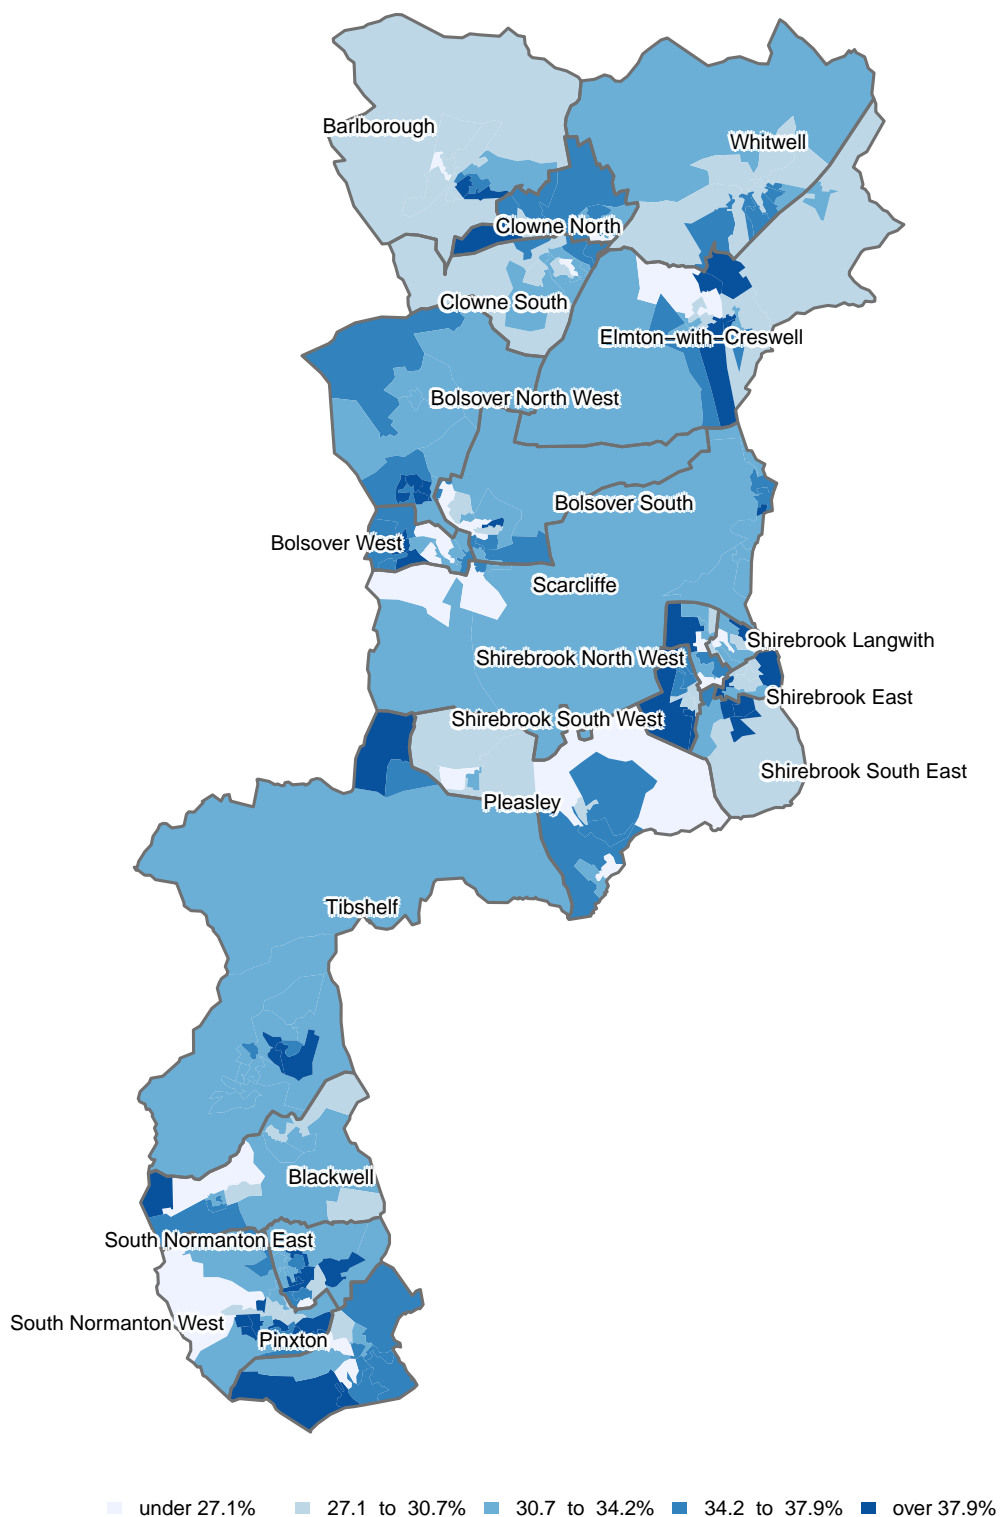 Barlborough
Whitwell
Clowne North
Clowne South
Elmton−with−Creswell
Bolsover North West
Bolsover South
Bolsover West
Scarcliffe
Shirebrook Langwith
Shirebrook North West
Shirebrook East
Shirebrook South West
Shirebrook South East
Pleasley
Tibshelf
Blackwell
South Normanton East
South Normanton West
Pinxton
under 27.1% 27.1 to 30.7% 30.7 to 34.2% 34.2 to 37.9% over 37.9%